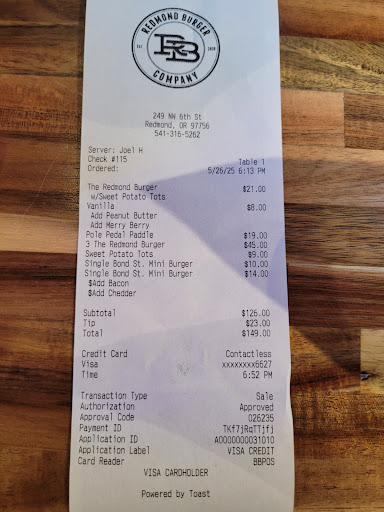 REDMOND BURGER
EST
RB
COMPANY
249 NW 6th St
Redmond, OR 97756
541-316-5262
Server: Joel H
Check #115 Table 1
Ordered: 5/26/25 6:13 PM
The Redmond Burger $21.00
w/Sweet Potato Tots
Vanilla $8.00
Add Peanut Butter
Add Merry Berry
Pole Pedal Paddle $19.00
3 The Redmond Burger $45.00
Sweet Potato Tots $9.00
Single Bond St. Mini Burger $10.00
Single Bond St. Mini Burger $14.00
$Add Bacon
$Add Chedder
Subtotal $126.00
Tip $23.00
Total $149.00
Credit Card Contactless
Visa xxxxxxxx6627
Time 6:52 PM
Transaction Type Sale
Authorization Approved
Approval Code 026235
Payment ID TKf7jRqTTjfj
Application ID A0000000031010
Application Label VISA CREDIT
Card Reader BBPOS
VISA CARDHOLDER
Powered by Toast